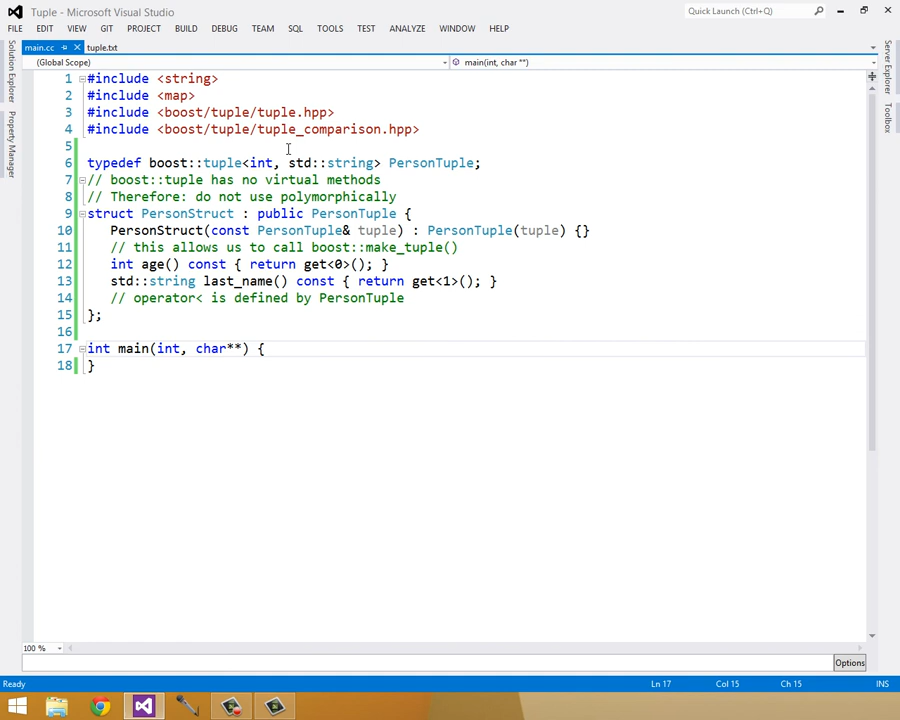 Tuple - Microsoft Visual Studio
Quick Launch (Ctrl+Q)
FILE EDIT VIEW GIT PROJECT BUILD DEBUG TEAM SQL TOOLS TEST ANALYZE WINDOW HELP
main.cc tuple.txt
(Global Scope) main(int, char **)
Solution Explorer
Property Manager
Server Explorer
Toolbox
1 #include <string>
2 #include <map>
3 #include <boost/tuple/tuple.hpp>
4 #include <boost/tuple/tuple_comparison.hpp>
5
6 typedef boost::tuple<int, std::string> PersonTuple;
7 // boost::tuple has no virtual methods
8 // Therefore: do not use polymorphically
9 struct PersonStruct : public PersonTuple {
10 PersonStruct(const PersonTuple& tuple) : PersonTuple(tuple) {}
11 // this allows us to call boost::make_tuple()
12 int age() const { return get<0>(); }
13 std::string last_name() const { return get<1>(); }
14 // operator< is defined by PersonTuple
15 };
16
17 int main(int, char**) {
18 }
100 %
Options
Ready Ln 17 Col 15 Ch 15 INS